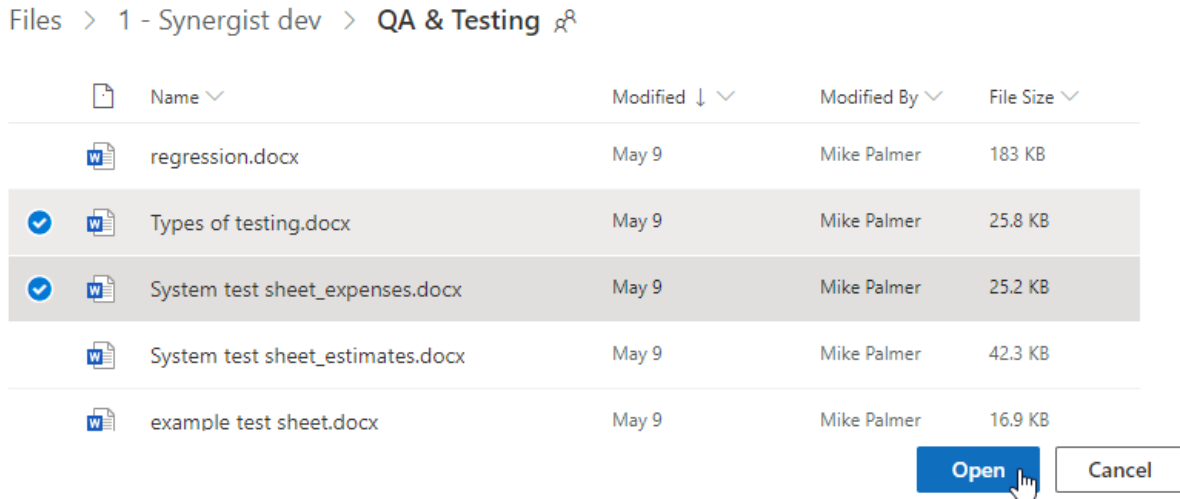 Files > 1 - Synergist dev > QA & Testing
Name Modified ↓ Modified By File Size
regression.docx May 9 Mike Palmer 183 KB
Types of testing.docx May 9 Mike Palmer 25.8 KB
System test sheet_expenses.docx May 9 Mike Palmer 25.2 KB
System test sheet_estimates.docx May 9 Mike Palmer 42.3 KB
example test sheet.docx May 9 Mike Palmer 16.9 KB
Open Cancel